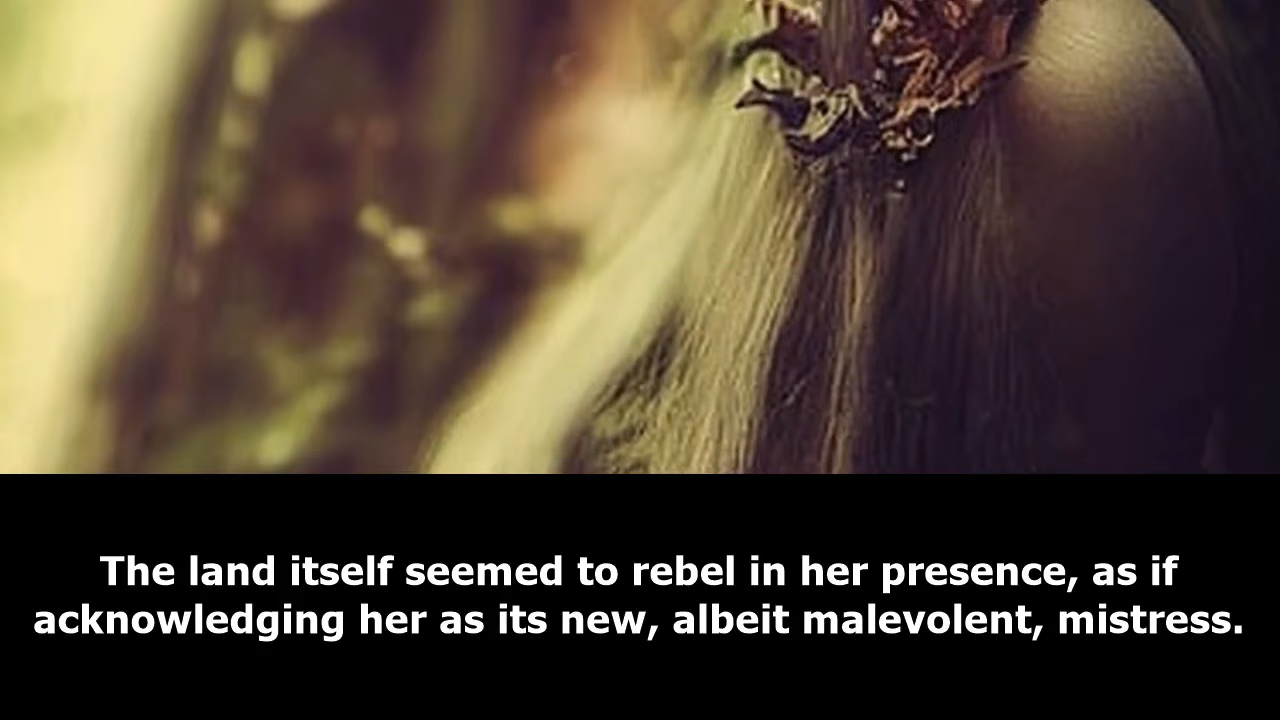 The land itself seemed to rebel in her presence, as if
acknowledging her as its new, albeit malevolent, mistress.